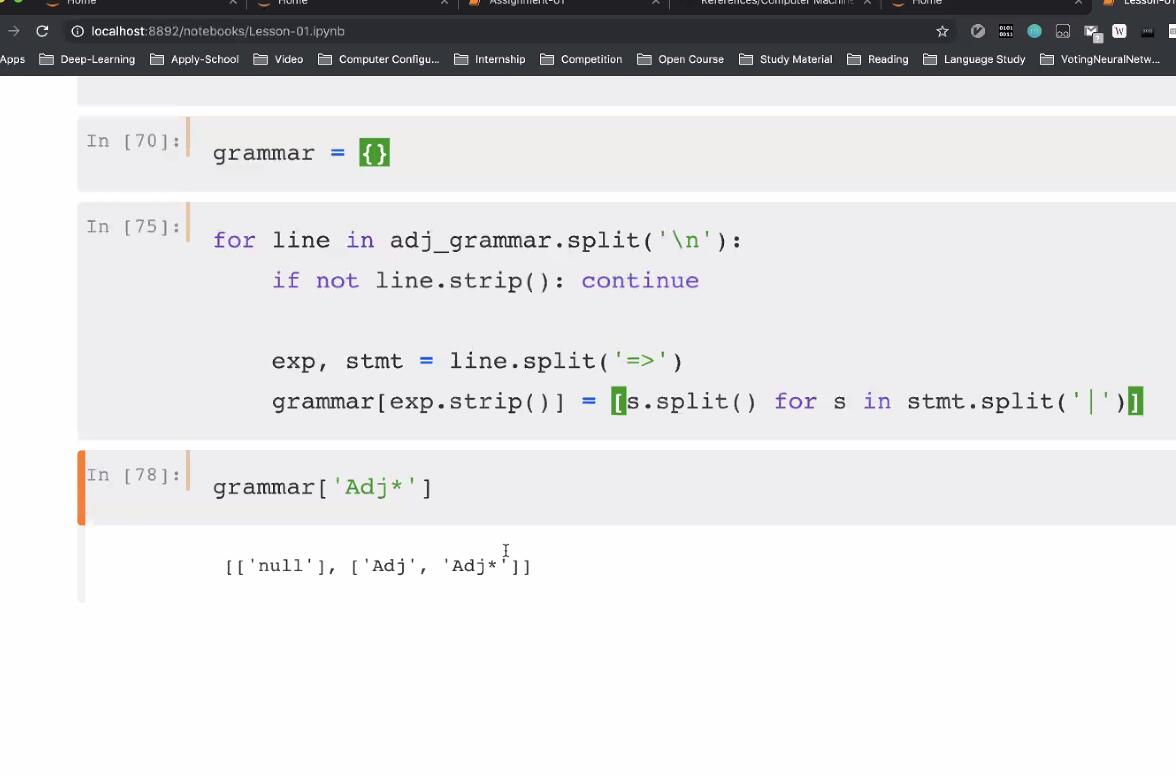 Home Home Assignment-01 References/Computer Machine Home Lesson-01
localhost:8892/notebooks/Lesson-01.ipynb
Apps Deep-Learning Apply-School Video Computer Configu... Internship Competition Open Course Study Material Reading Language Study VotingNeuralNetw...
In [70]: grammar = {}
In [75]: for line in adj_grammar.split('\n'):
if not line.strip(): continue
exp, stmt = line.split('=>')
grammar[exp.strip()] = [s.split() for s in stmt.split('|')]
In [78]: grammar['Adj*']
[['null'], ['Adj', 'Adj*']]